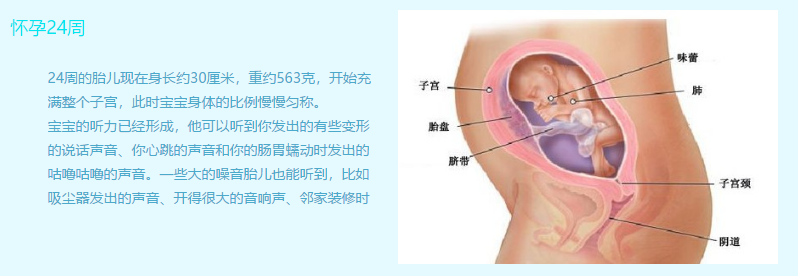 怀孕24周
24周的胎儿现在身长约30厘米，重约563克，开始充
满整个子宫，此时宝宝身体的比例慢慢匀称。
宝宝的听力已经形成，他可以听到你发出的有些变形
的说话声音、你心跳的声音和你的肠胃蠕动时发出的
咕噜咕噜的声音。一些大的噪音胎儿也能听到，比如
吸尘器发出的声音、开得很大的音响声、邻家装修时
子宫
胎盘
脐带
味蕾
肺
子宫颈
阴道